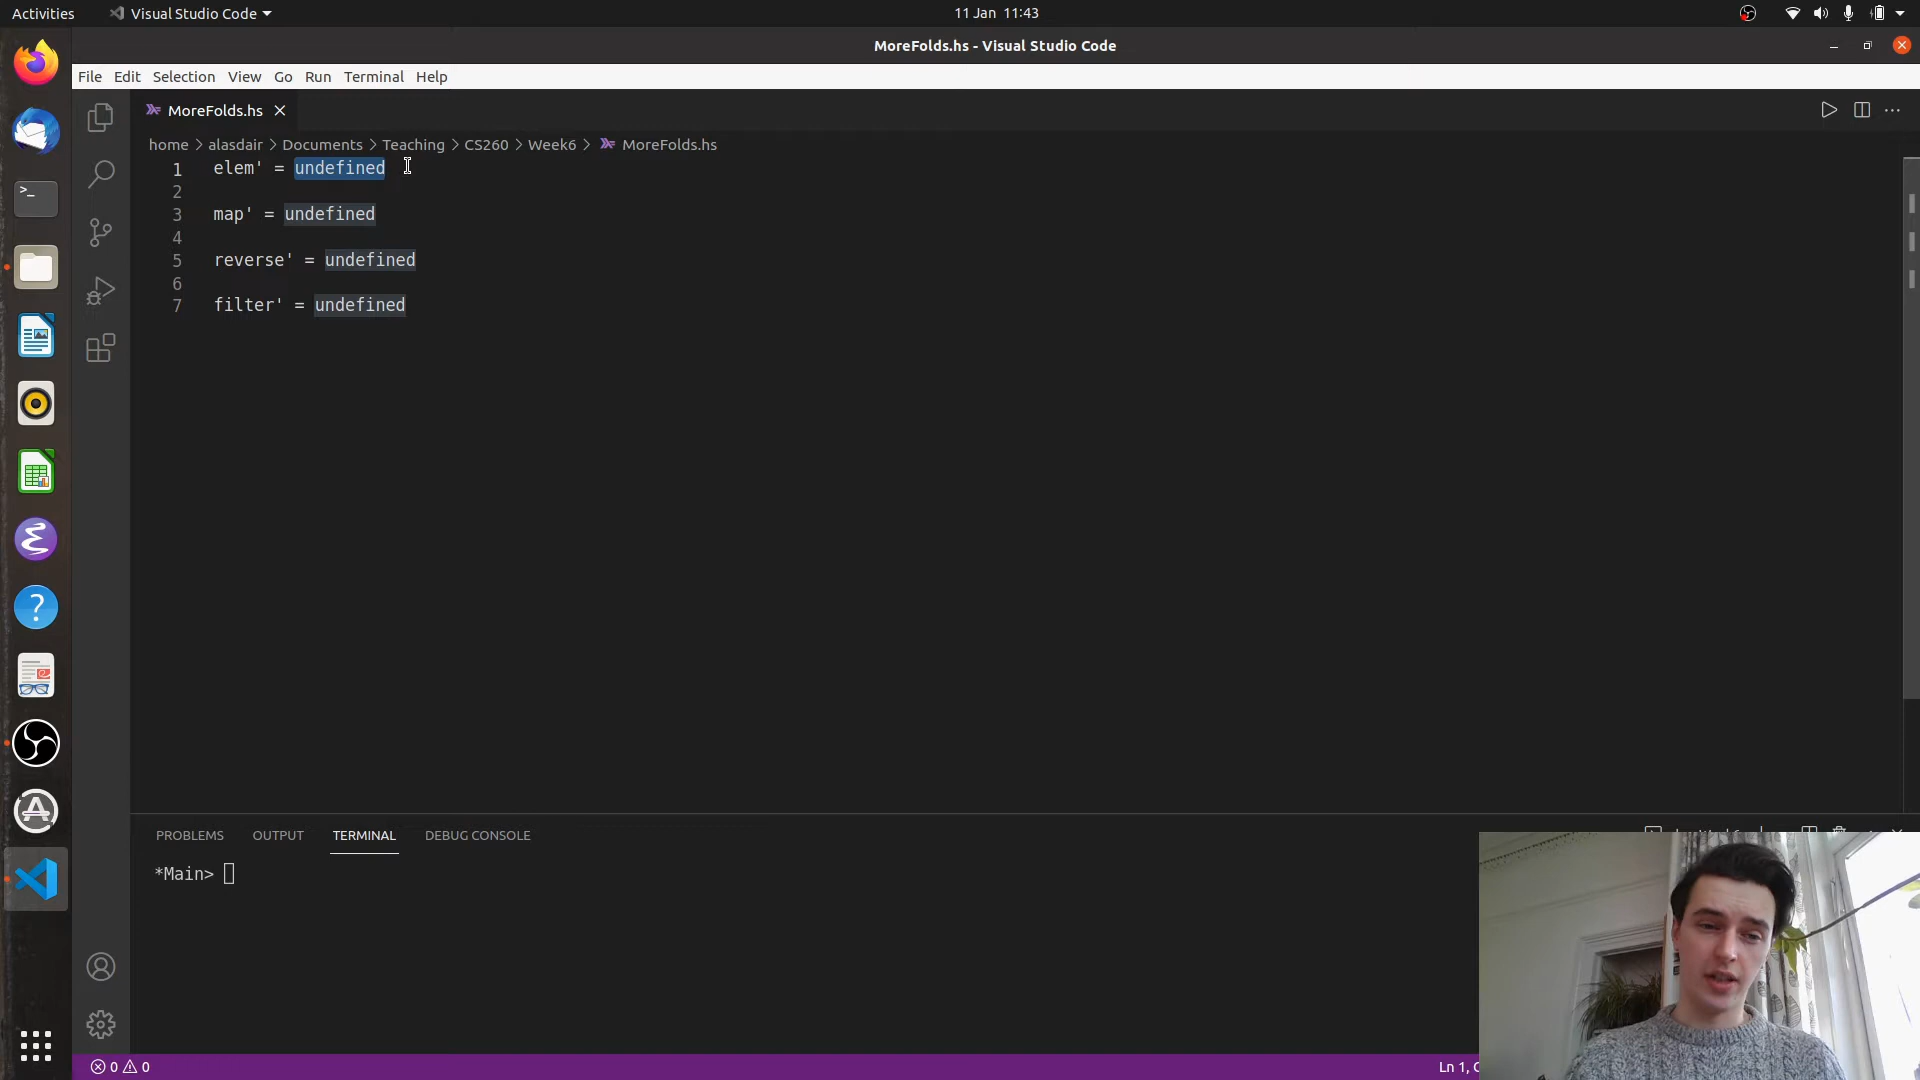 Activities Visual Studio Code 11 Jan 11:43
MoreFolds.hs - Visual Studio Code
File Edit Selection View Go Run Terminal Help
MoreFolds.hs
home > alasdair > Documents > Teaching > CS260 > Week6 > MoreFolds.hs
1 elem' = undefined
2
3 map' = undefined
4
5 reverse' = undefined
6
7 filter' = undefined
PROBLEMS OUTPUT TERMINAL DEBUG CONSOLE
*Main>
0 0 Ln 1,